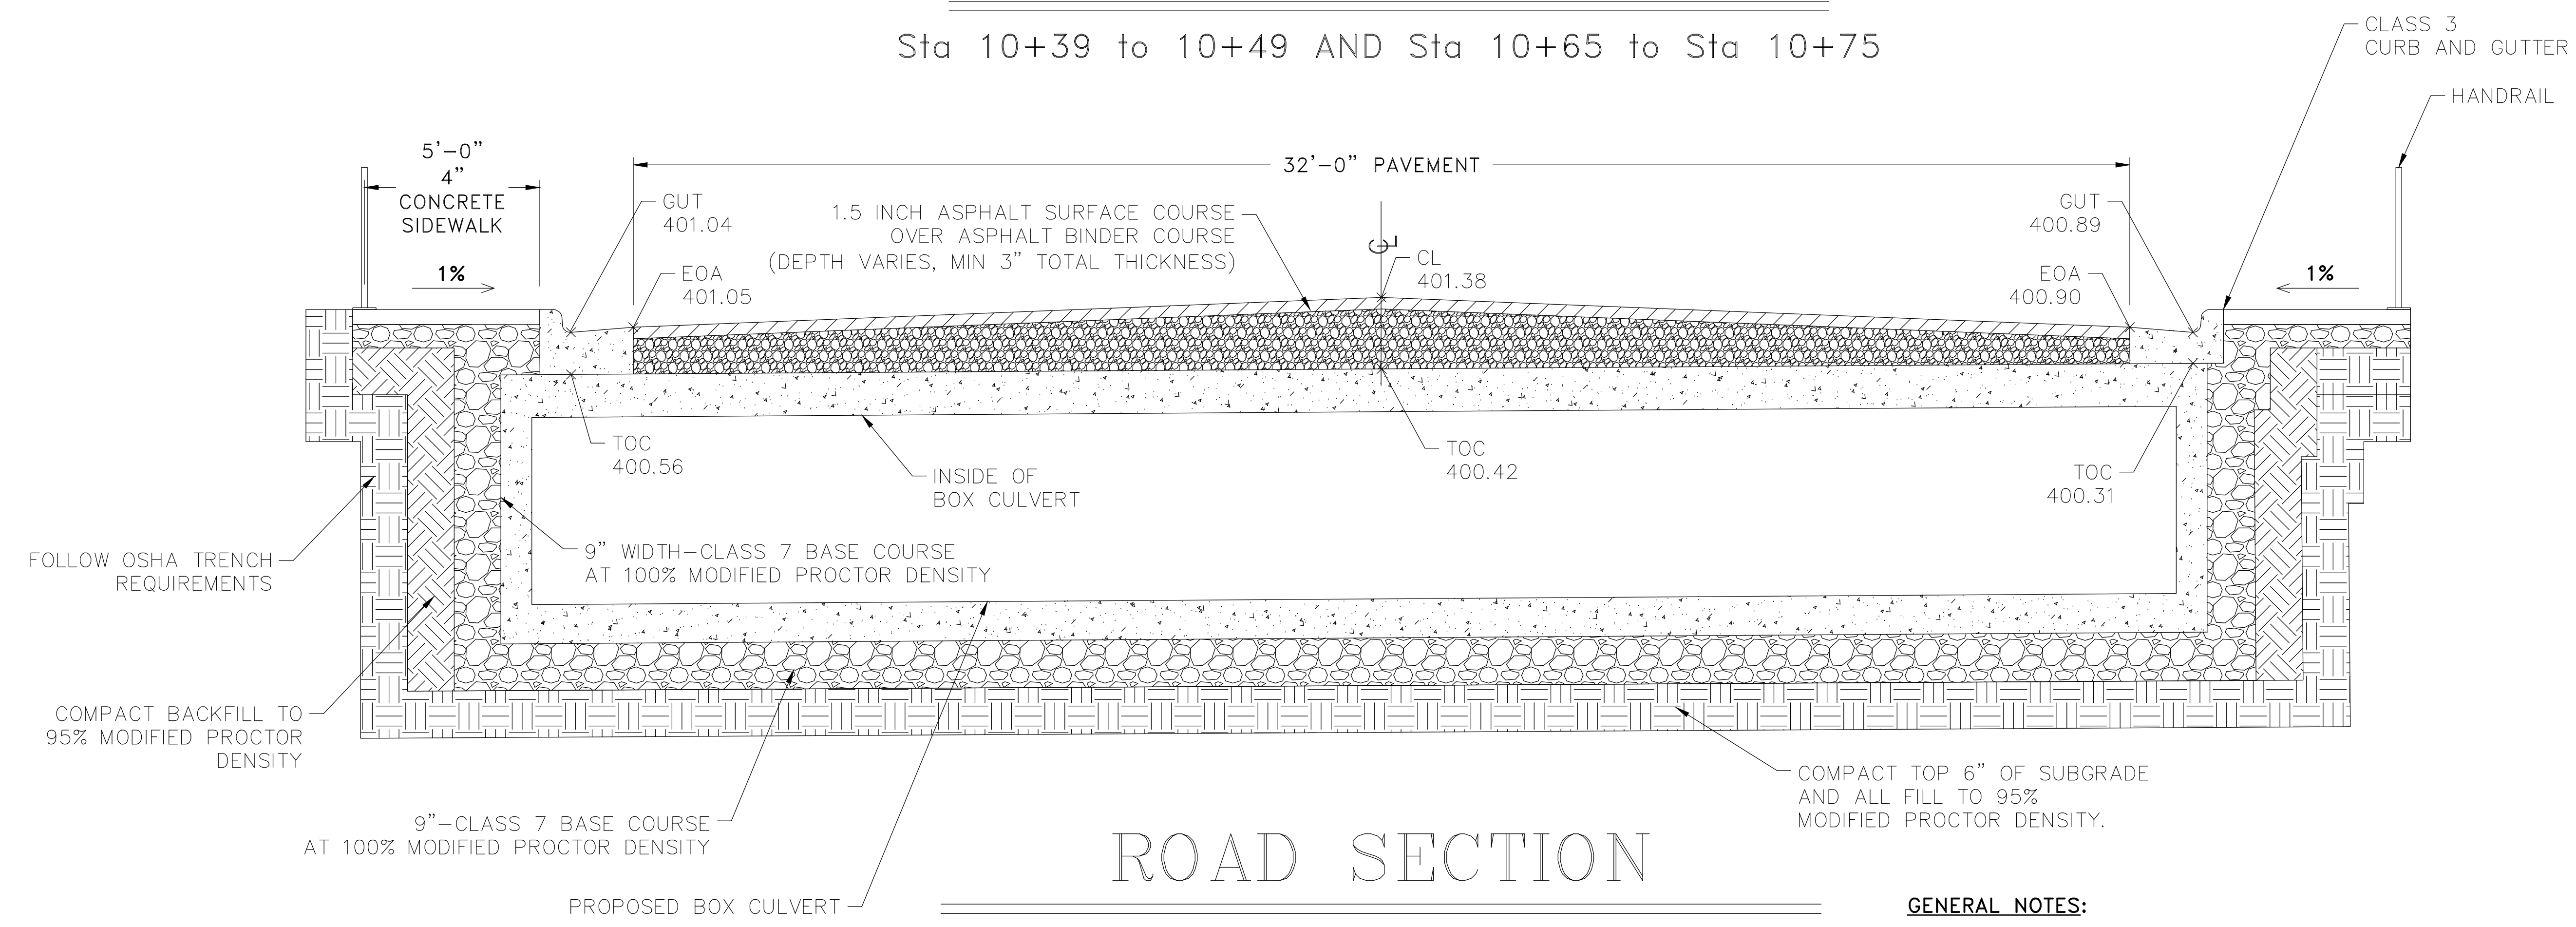 Sta 10+39 to 10+49 AND Sta 10+65 to Sta 10+75
CLASS 3
CURB AND GUTTER
HANDRAIL
5'-0"
4"
CONCRETE
SIDEWALK
1%
32'-0" PAVEMENT
GUT
401.04
EOA
401.05
1.5 INCH ASPHALT SURFACE COURSE
OVER ASPHALT BINDER COURSE
(DEPTH VARIES, MIN 3" TOTAL THICKNESS)
CL
CL
401.38
GUT
400.89
EOA
400.90
1%
TOC
400.56
INSIDE OF
BOX CULVERT
TOC
400.42
TOC
400.31
9" WIDTH-CLASS 7 BASE COURSE
AT 100% MODIFIED PROCTOR DENSITY
FOLLOW OSHA TRENCH
REQUIREMENTS
COMPACT BACKFILL TO
95% MODIFIED PROCTOR
DENSITY
9"-CLASS 7 BASE COURSE
AT 100% MODIFIED PROCTOR DENSITY
PROPOSED BOX CULVERT
COMPACT TOP 6" OF SUBGRADE
AND ALL FILL TO 95%
MODIFIED PROCTOR DENSITY.
ROAD SECTION
GENERAL NOTES: